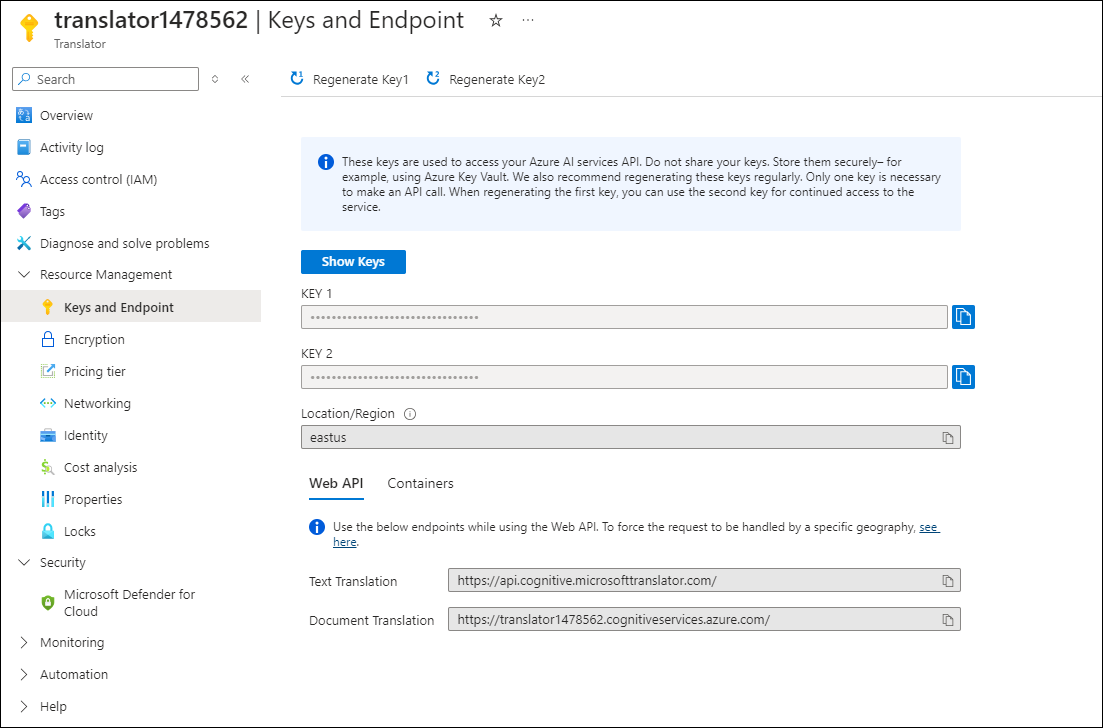 translator1478562 | Keys and Endpoint
Translator
Search
Regenerate Key1
Regenerate Key2
Overview
Activity log
Access control (IAM)
Tags
Diagnose and solve problems
Resource Management
Keys and Endpoint
Encryption
Pricing tier
Networking
Identity
Cost analysis
Properties
Locks
Security
Microsoft Defender for
Cloud
Monitoring
Automation
Help
These keys are used to access your Azure AI services API. Do not share your keys. Store them securely– for
example, using Azure Key Vault. We also recommend regenerating these keys regularly. Only one key is necessary
to make an API call. When regenerating the first key, you can use the second key for continued access to the
service.
Show Keys
KEY 1
••••••••••••••••••••••••••••••••
KEY 2
••••••••••••••••••••••••••••••••
Location/Region
eastus
Web API
Containers
Use the below endpoints while using the Web API. To force the request to be handled by a specific geography, see
here.
Text Translation
https://api.cognitive.microsofttranslator.com/
Document Translation
https://translator1478562.cognitiveservices.azure.com/